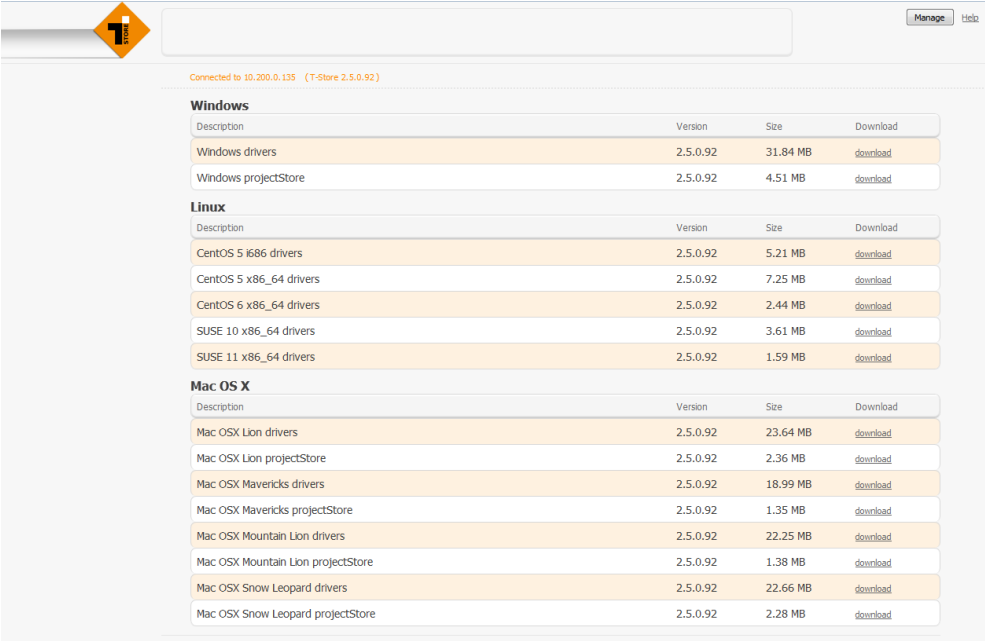 Ti STORE
Manage Help
Connected to 10.200.0.135 (T-Store 2.5.0.92)
Windows
Description Version Size Download
Windows drivers 2.5.0.92 31.84 MB download
Windows projectStore 2.5.0.92 4.51 MB download
Linux
Description Version Size Download
CentOS 5 i686 drivers 2.5.0.92 5.21 MB download
CentOS 5 x86_64 drivers 2.5.0.92 7.25 MB download
CentOS 6 x86_64 drivers 2.5.0.92 2.44 MB download
SUSE 10 x86_64 drivers 2.5.0.92 3.61 MB download
SUSE 11 x86_64 drivers 2.5.0.92 1.59 MB download
Mac OS X
Description Version Size Download
Mac OSX Lion drivers 2.5.0.92 23.64 MB download
Mac OSX Lion projectStore 2.5.0.92 2.36 MB download
Mac OSX Mavericks drivers 2.5.0.92 18.99 MB download
Mac OSX Mavericks projectStore 2.5.0.92 1.35 MB download
Mac OSX Mountain Lion drivers 2.5.0.92 22.25 MB download
Mac OSX Mountain Lion projectStore 2.5.0.92 1.38 MB download
Mac OSX Snow Leopard drivers 2.5.0.92 22.66 MB download
Mac OSX Snow Leopard projectStore 2.5.0.92 2.28 MB download